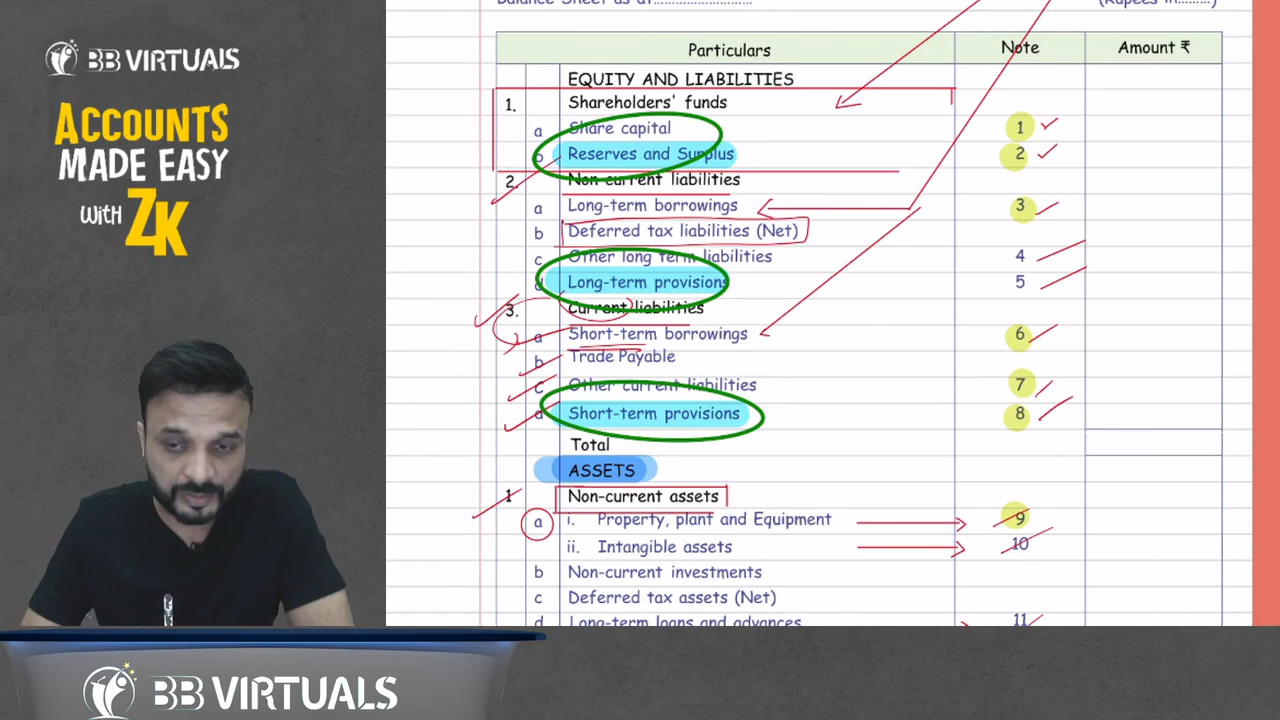 BB VIRTUALS
ACCOUNTS
MADE EASY
WITH ZK
Balance Sheet as at........................... (Rupees in.........)
Particulars Note Amount ₹
EQUITY AND LIABILITIES
1. Shareholders' funds
a Share capital 1
b Reserves and Surplus 2
2. Non-current liabilities
a Long-term borrowings 3
b Deferred tax liabilities (Net)
c Other long term liabilities 4
d Long-term provisions 5
3. Current liabilities
a Short-term borrowings 6
b Trade Payable
c Other current liabilities 7
d Short-term provisions 8
Total
ASSETS
1 Non-current assets
a i. Property, plant and Equipment 9
ii. Intangible assets 10
b Non-current investments
c Deferred tax assets (Net)
d Long-term loans and advances 11
BB VIRTUALS